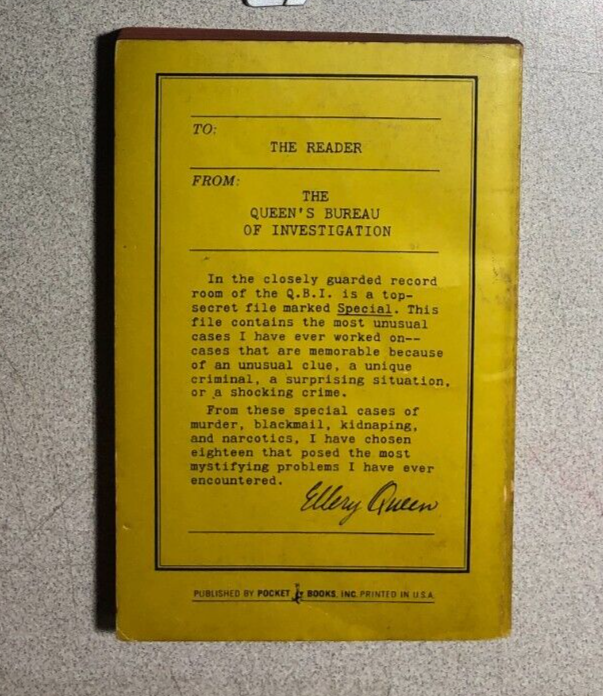 TO:
THE READER
FROM:
THE
QUEEN'S BUREAU
OF INVESTIGATION
In the closely guarded record
room of the Q.B.I. is a top-
secret file marked Special. This
file contains the most unusual
cases I have ever worked on--
cases that are memorable because
of an unusual clue, a unique
criminal, a surprising situation,
or a shocking crime.
From these special cases of
murder, blackmail, kidnaping,
and narcotics, I have chosen
eighteen that posed the most
mystifying problems I have ever
encountered.
Ellery Queen
PUBLISHED BY POCKET BOOKS, INC. PRINTED IN U.S.A.